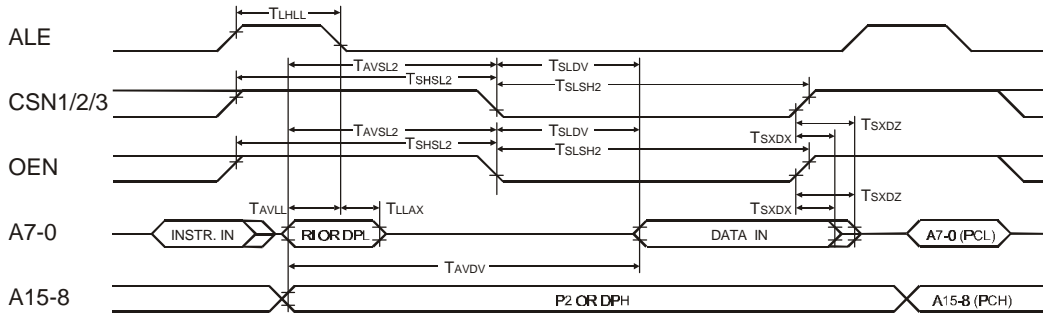 TLHLL
ALE
TAVSL2 TSLDV
TSHSL2 TSLSH2
CSN1/2/3
TSXDZ
TSXDX
TAVSL2 TSLDV
TSHSL2 TSLSH2
OEN
TSXDZ
TAVLL TLLAX TSXDX
A7-0 INSTR. IN RI OR DPL DATA IN A7-0 (PCL)
TAVDV
A15-8 P2 OR DPH A15-8 (PCH)